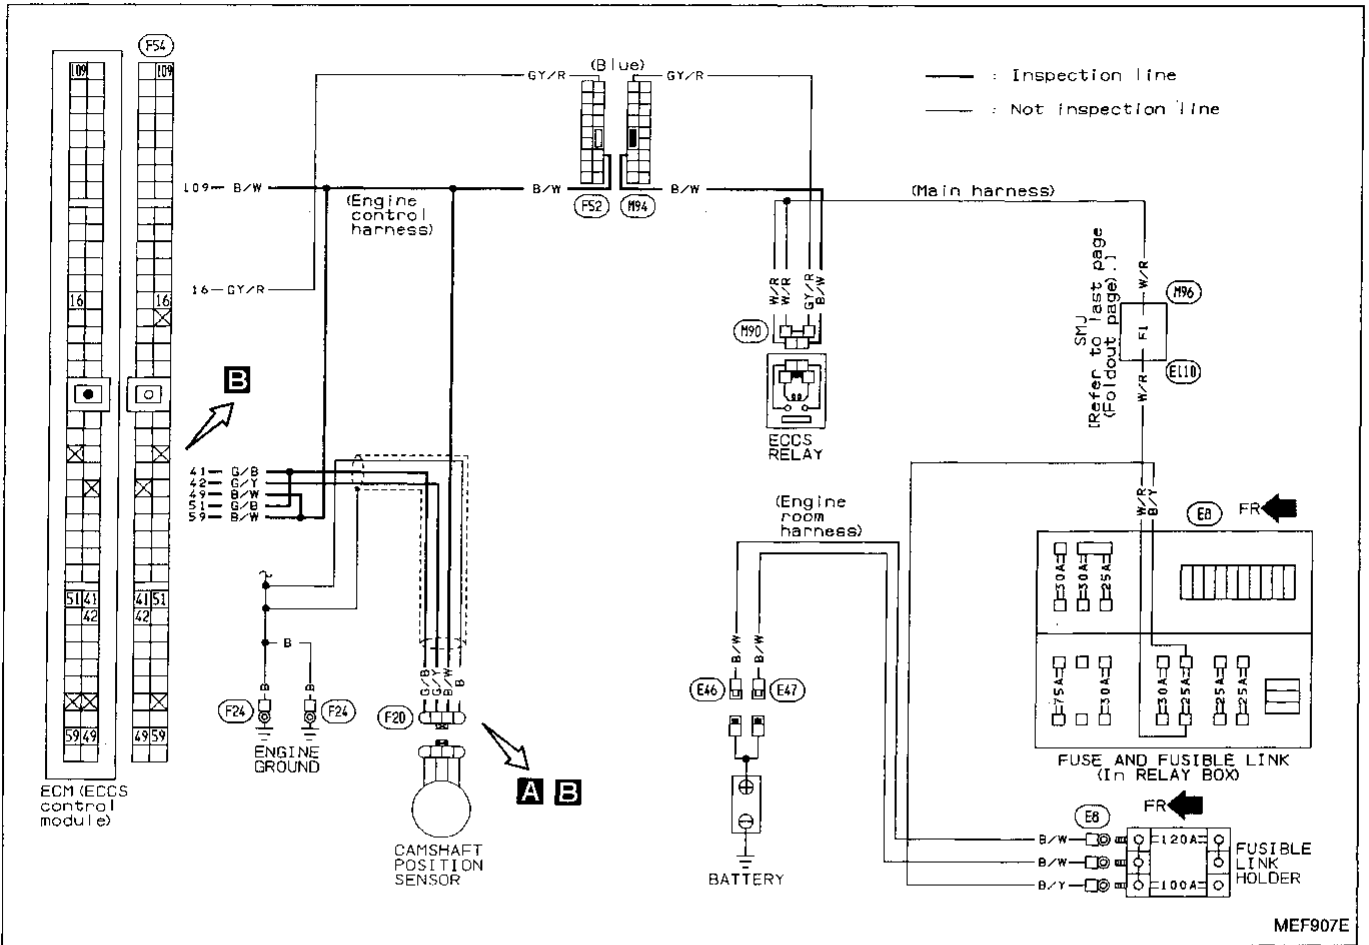 F54
109
109
16
16
51 41
42
41 51
42
59 49
49 59
ECM (ECCS
control
module)
GY/R
(Blue)
GY/R
: Inspection line
: Not inspection line
109 B/W
(Engine
control
harness)
B/W
F52
M94
B/W
(Main harness)
16 GY/R
W/R
W/R
GY/R
B/W
M90
ECCS
RELAY
SMJ
[Refer to last page
(Foldout page).]
W/R
M96
F1
E110
W/R
B
41 G/B
42 G/Y
49 B/W
51 G/B
59 B/W
B
B
B
F24
F24
ENGINE
GROUND
G/B
G/Y
B/W
B
F20
A B
CAMSHAFT
POSITION
SENSOR
(Engine
room
harness)
B/W
B/W
E46
E47
BATTERY
W/R
B/Y
E8
FR
30A
30A
25A
75A
30A
30A
25A
25A
25A
FUSE AND FUSIBLE LINK
(In RELAY BOX)
FR
E8
B/W
120A
B/W
B/Y
100A
FUSIBLE
LINK
HOLDER
MEF907E